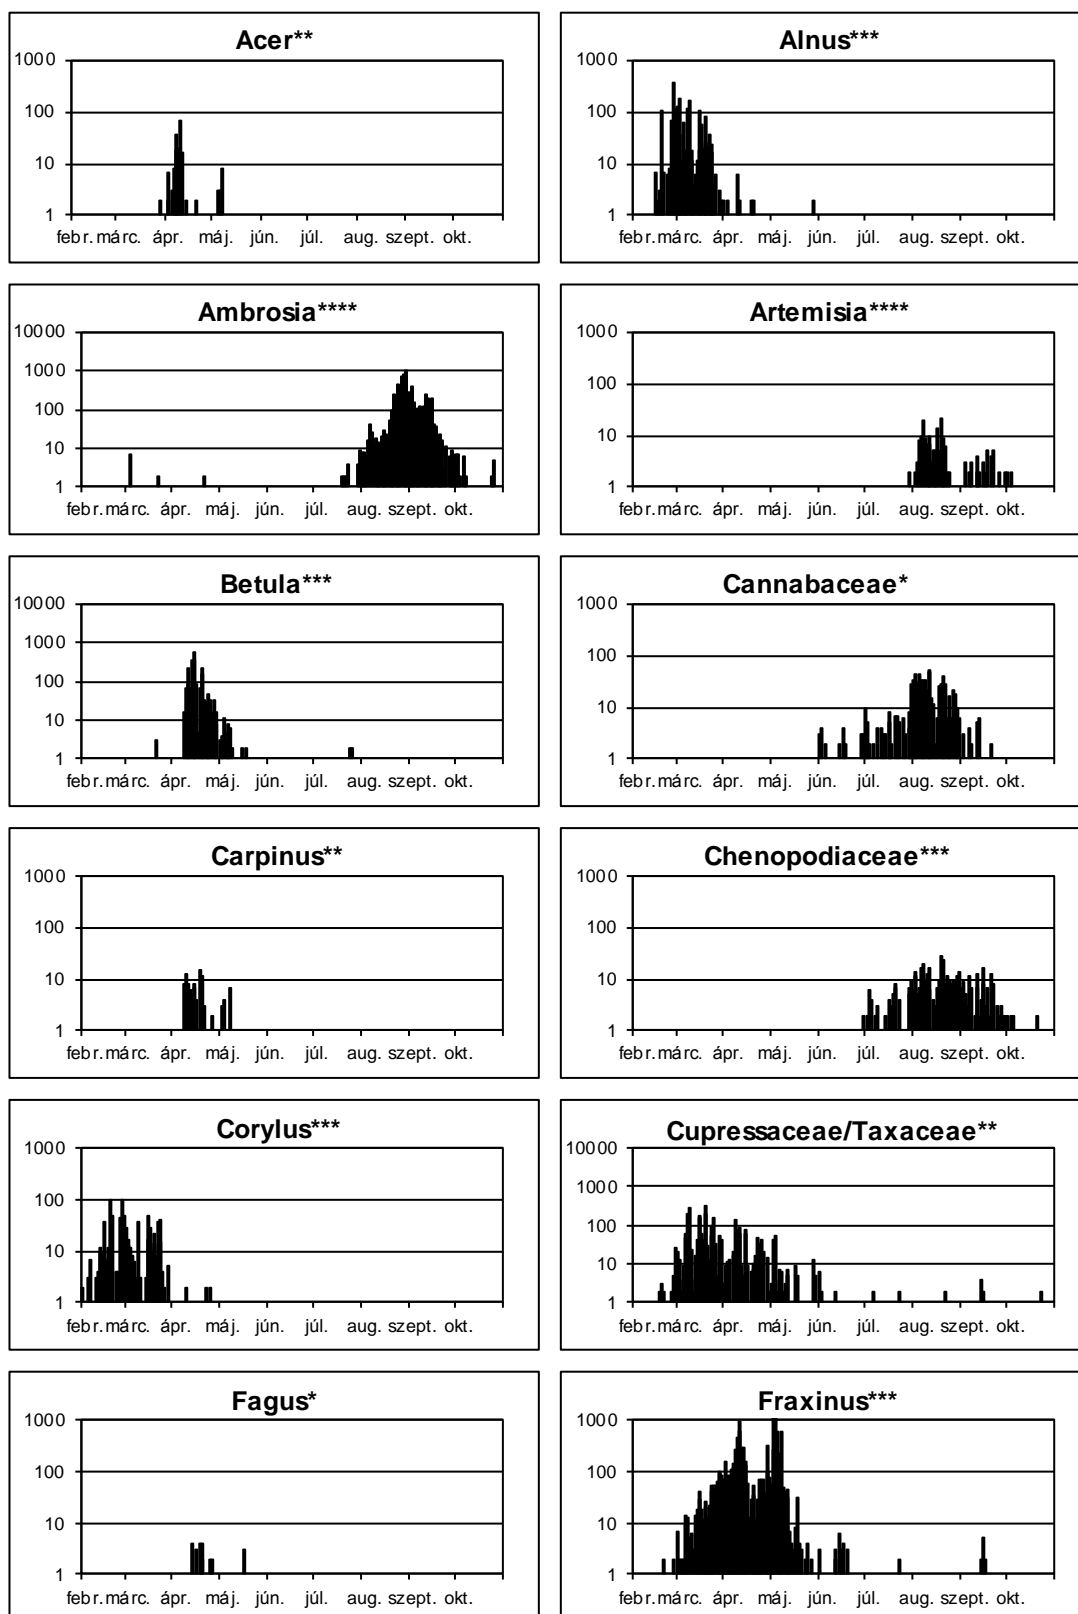 Acer**
1000
100
10
1
febr. márc. ápr. máj. jún. júl. aug. szept. okt.
Alnus***
1000
100
10
1
febr. márc. ápr. máj. jún. júl. aug. szept. okt.
Ambrosia****
10000
1000
100
10
1
febr. márc. ápr. máj. jún. júl. aug. szept. okt.
Artemisia****
1000
100
10
1
febr. márc. ápr. máj. jún. júl. aug. szept. okt.
Betula***
10000
1000
100
10
1
febr. márc. ápr. máj. jún. júl. aug. szept. okt.
Cannabaceae*
1000
100
10
1
febr. márc. ápr. máj. jún. júl. aug. szept. okt.
Carpinus**
1000
100
10
1
febr. márc. ápr. máj. jún. júl. aug. szept. okt.
Chenopodiaceae***
1000
100
10
1
febr. márc. ápr. máj. jún. júl. aug. szept. okt.
Corylus***
1000
100
10
1
febr. márc. ápr. máj. jún. júl. aug. szept. okt.
Cupressaceae/Taxaceae**
10000
1000
100
10
1
febr. márc. ápr. máj. jún. júl. aug. szept. okt.
Fagus*
1000
100
10
1
febr. márc. ápr. máj. jún. júl. aug. szept. okt.
Fraxinus***
1000
100
10
1
febr. márc. ápr. máj. jún. júl. aug. szept. okt.